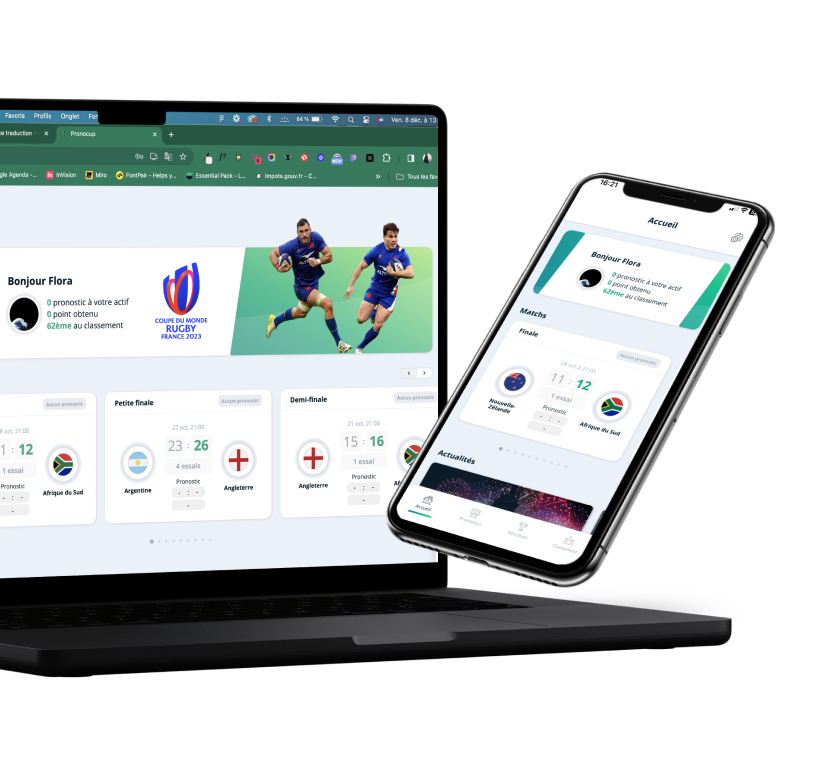 Favoris Profils Onglet
Ven. 8 déc. à 13:
84 %
ce traduction -
Pronocup
gle Agenda -...
InVision
Miro
FontPair - Helps y...
Essential Pack - L...
Impots.gouv.fr - C...
Tous les fav
NEW
Bonjour Flora
0 pronostic à votre actif
0 point obtenu
62ème au classement
COUPE DU MONDE
RUGBY
FRANCE 2023
Aucun pronostic
oct, 21:00
1 : 12
1 essai
Pronostic
- : -
-
Afrique du Sud
Petite finale
Aucun pronostic
27 oct, 21:00
23 : 26
4 essais
Pronostic
- : -
-
Argentine
Angleterre
Demi-finale
Aucun pronostic
21 oct, 21:00
15 : 16
1 essai
Pronostic
- : -
-
Angleterre
Afriq
16:21
Accueil
Bonjour Flora
0 pronostic à votre actif
0 point obtenu
62ème au classement
Matchs
Finale
Aucun pronostic
28 oct à 21:00
11 : 12
1 essai
Pronostic
- : -
-
Nouvelle-
Zélande
Afrique du Sud
Actualités
Accueil
Pronostics
Résultats
Classement